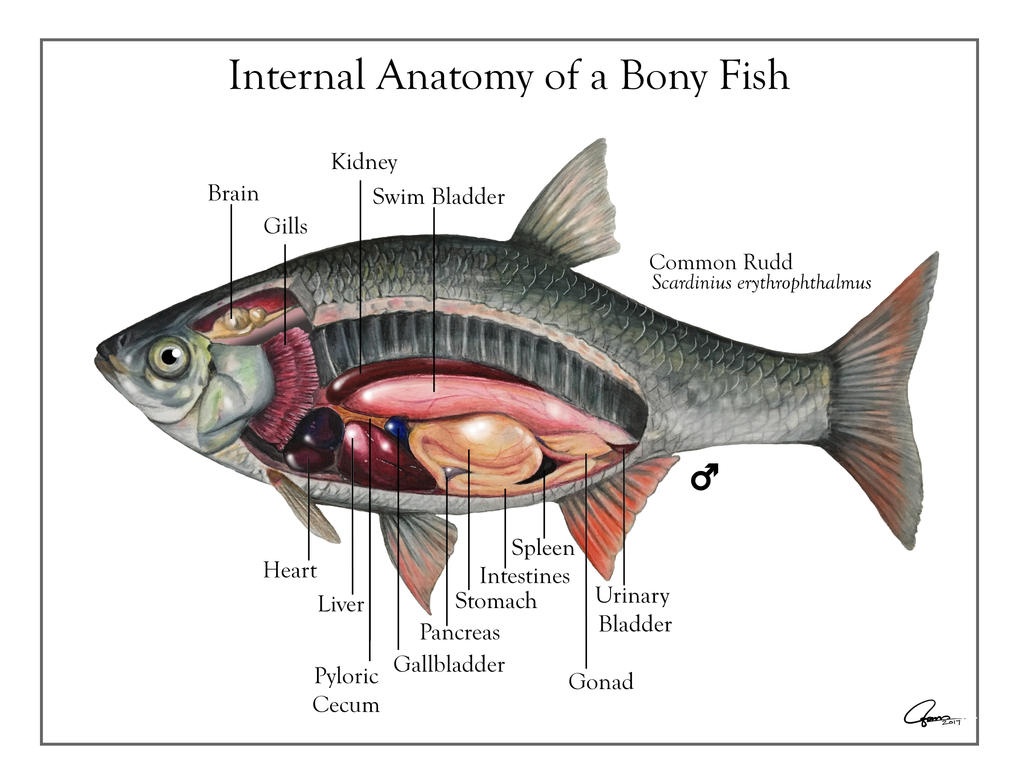 Internal Anatomy of a Bony Fish
Kidney
Brain
Swim Bladder
Gills
Common Rudd
Scardinius erythrophthalmus
Heart
Liver
Pyloric
Cecum
Gallbladder
Pancreas
Stomach
Intestines
Spleen
Gonad
Urinary
Bladder
2017